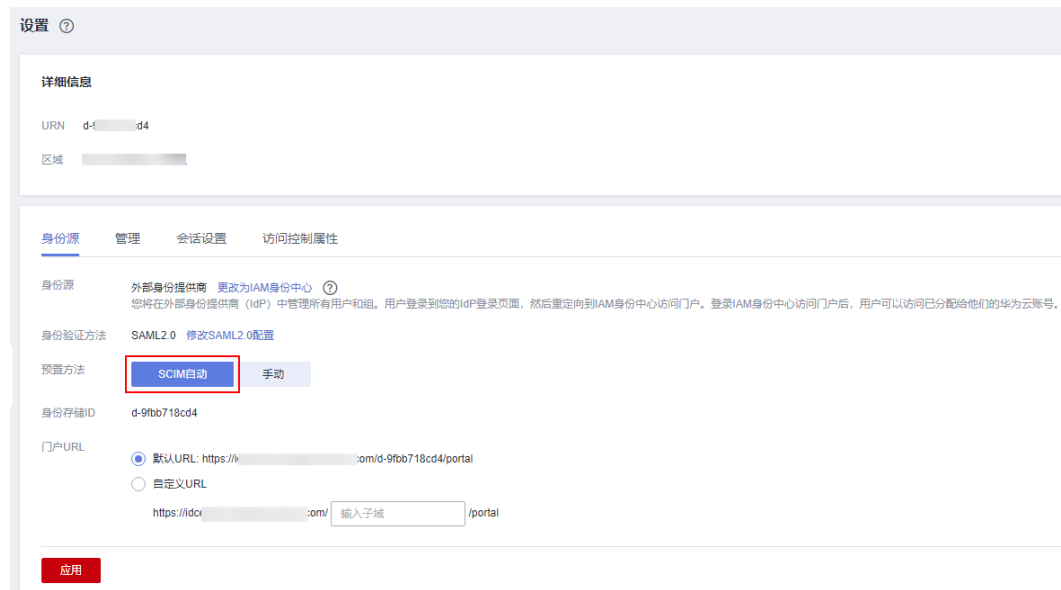 设置 ?
详细信息
URN d- d4
区域
身份源 管理 会话设置 访问控制属性
身份源 外部身份提供商 更改为IAM身份中心 ?
您将在外部身份提供商（IdP）中管理所有用户和组。用户登录到您的IdP登录页面，然后重定向到IAM身份中心访问门户。登录IAM身份中心访问门户后，用户可以访问已分配给他们的华为云账号。
身份验证方法 SAML2.0 修改SAML2.0配置
预置方法 SCIM自动 手动
身份存储ID d-9fbb718cd4
门户URL
默认URL: https://i com/d-9fbb718cd4/portal
自定义URL
https://idc com/ 输入子域 /portal
应用